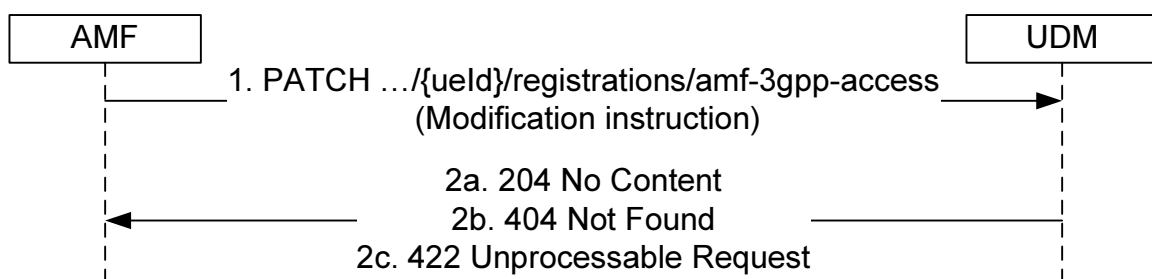 AMF
UDM
1. PATCH …/{ueId}/registrations/amf-3gpp-access
(Modification instruction)
2a. 204 No Content
2b. 404 Not Found
2c. 422 Unprocessable Request